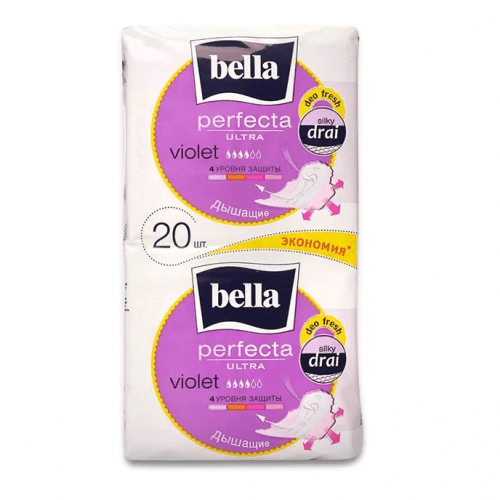 bella
perfecta
ULTRA
violet
4 УРОВНЯ ЗАЩИТЫ
дышащие
deo fresh
silky
drai
20 шт.
ЭКОНОМИЯ*
bella
perfecta
ULTRA
violet
4 УРОВНЯ ЗАЩИТЫ
дышащие
deo fresh
silky
drai